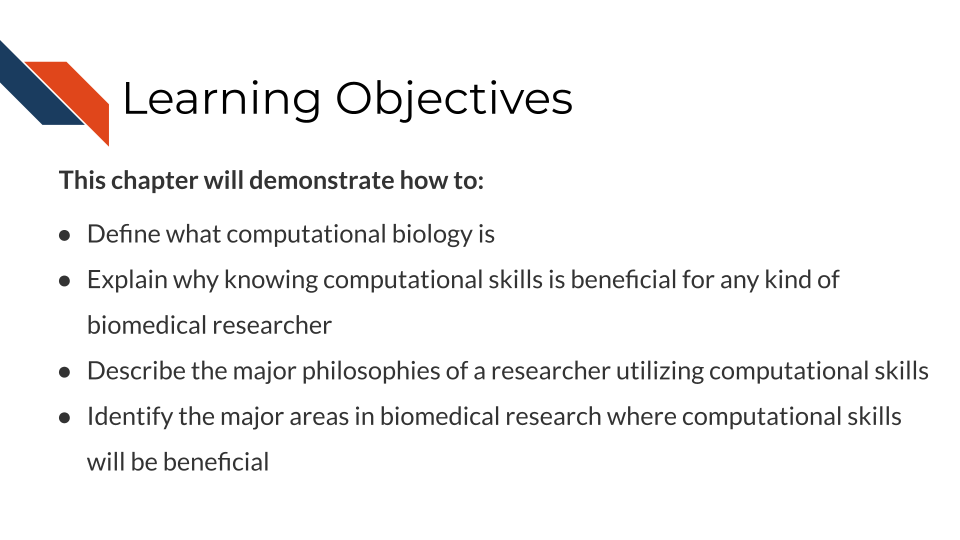 Learning Objectives
This chapter will demonstrate how to:
● Define what computational biology is
● Explain why knowing computational skills is beneficial for any kind of
biomedical researcher
● Describe the major philosophies of a researcher utilizing computational skills
● Identify the major areas in biomedical research where computational skills
will be beneficial